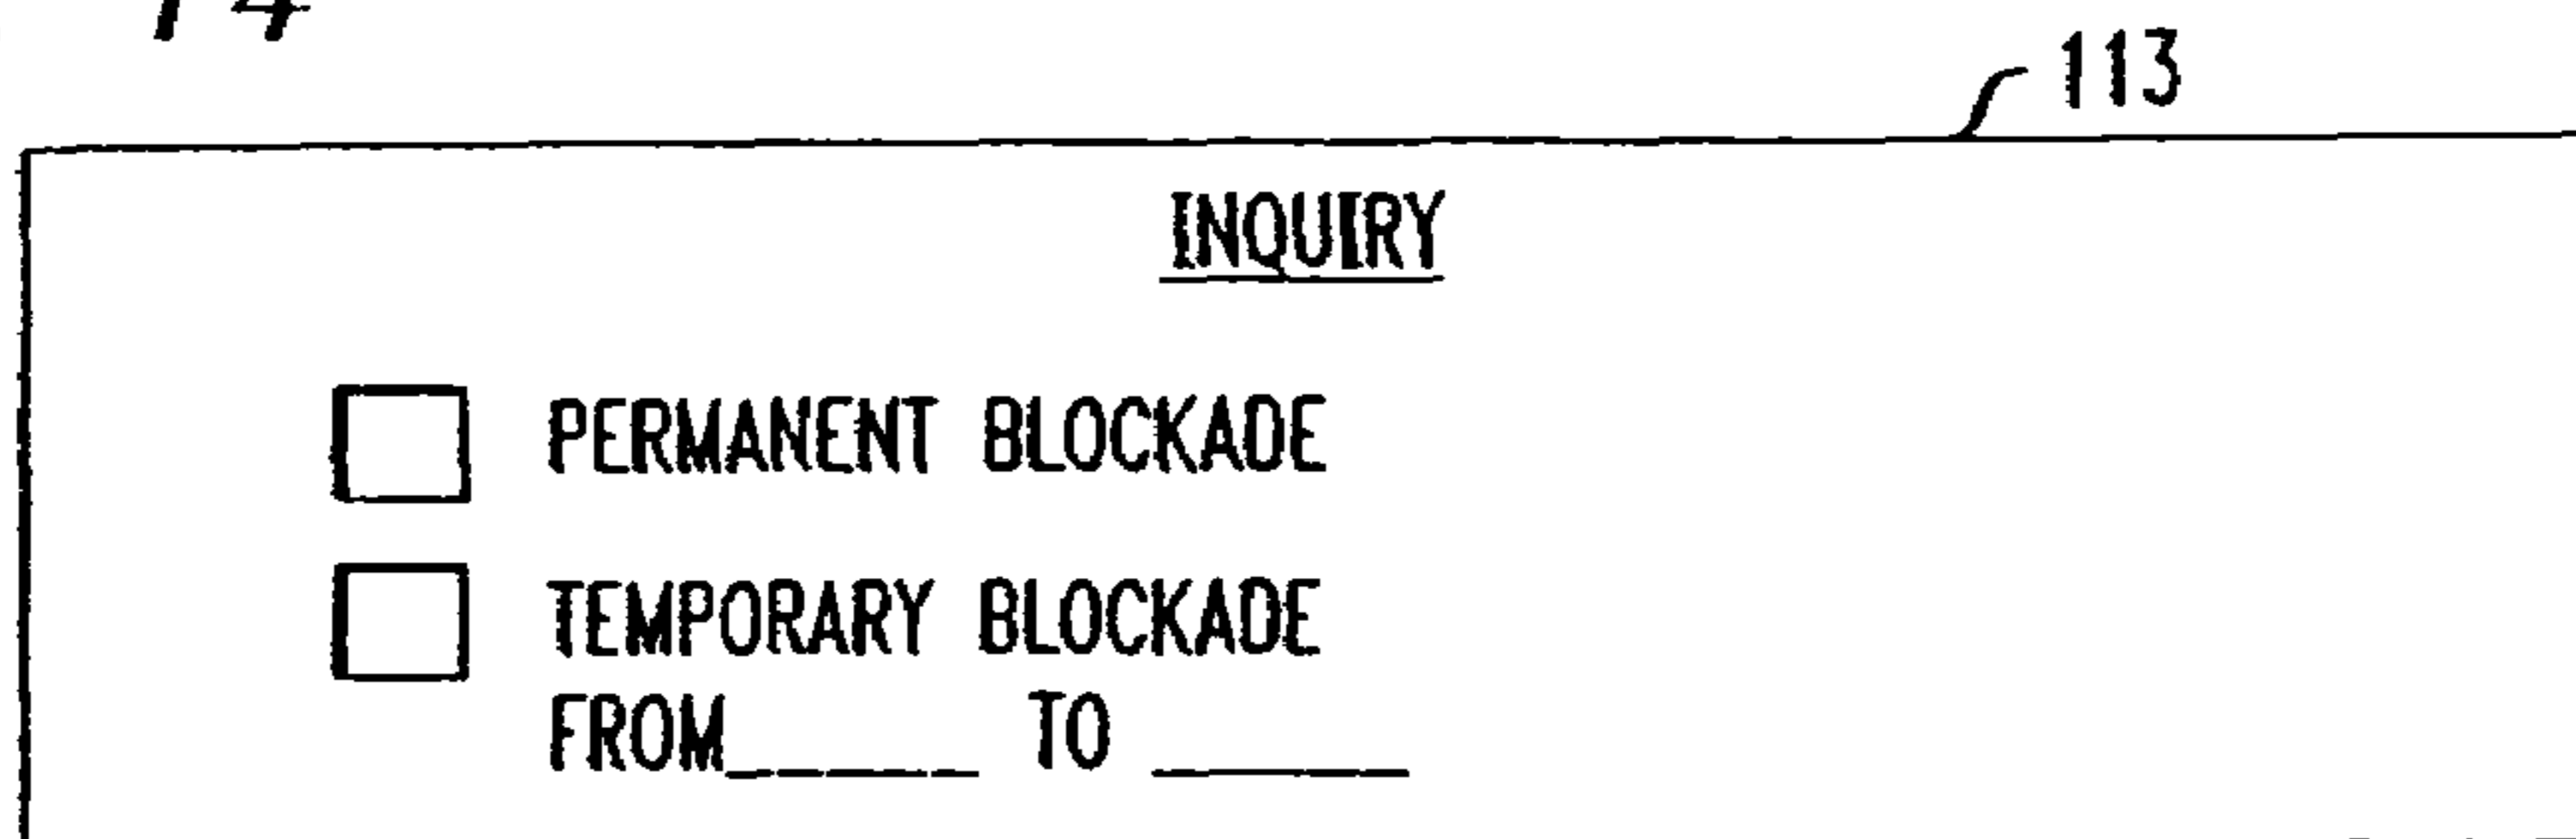 113
INQUIRY
PERMANENT BLOCKADE
TEMPORARY BLOCKADE
FROM_____ TO _____